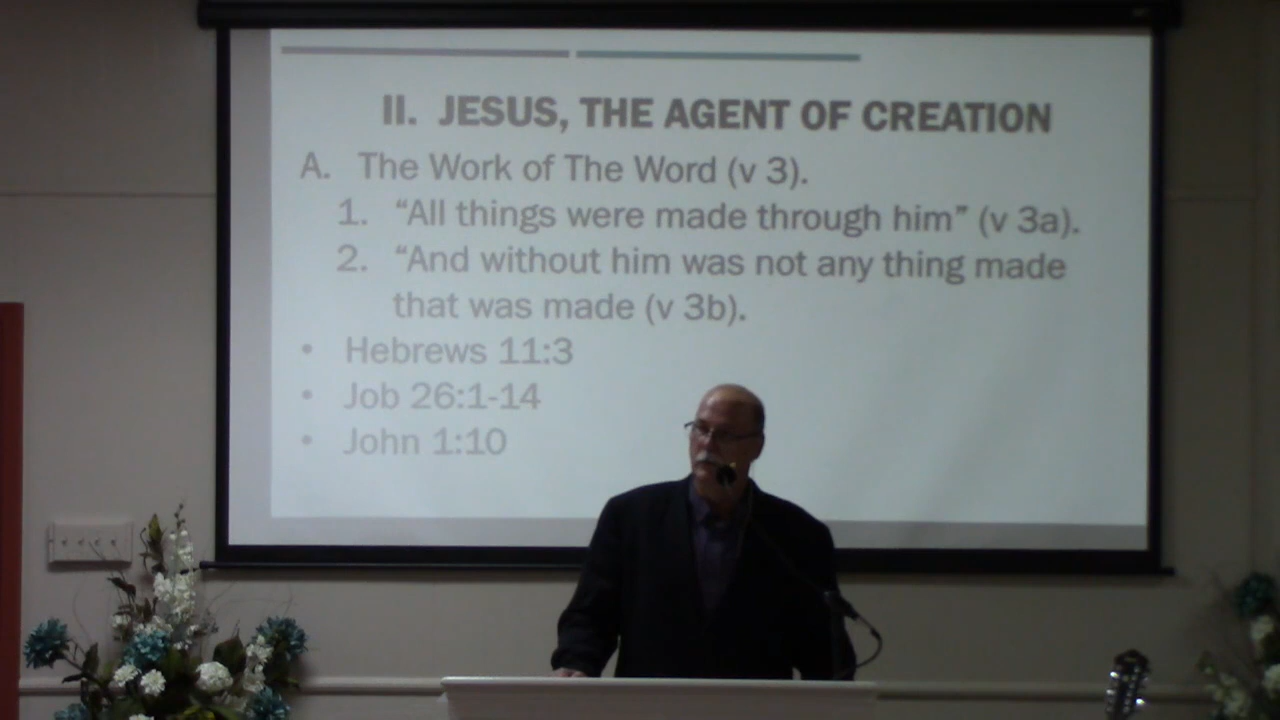 II. JESUS, THE AGENT OF CREATION
A. The Work of The Word (v 3).
1. “All things were made through him” (v 3a).
2. “And without him was not any thing made
that was made (v 3b).
• Hebrews 11:3
• Job 26:1-14
• John 1:10